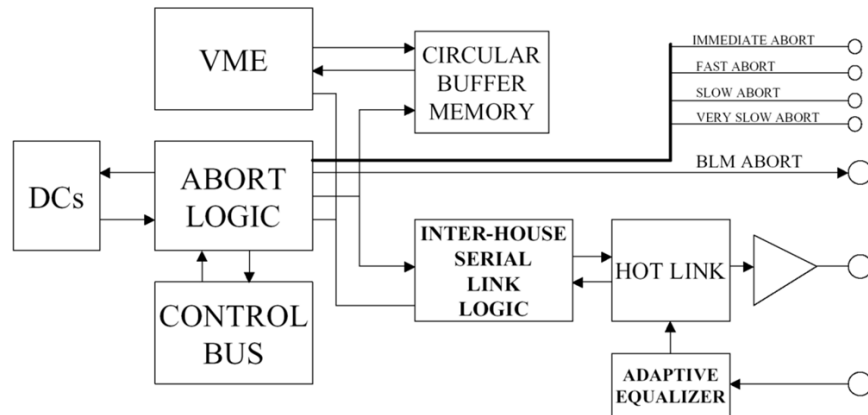 VME
CIRCULAR
BUFFER
MEMORY
IMMEDIATE ABORT
FAST ABORT
SLOW ABORT
VERY SLOW ABORT
BLM ABORT
DCs
ABORT
LOGIC
INTER-HOUSE
SERIAL
LINK
LOGIC
HOT LINK
CONTROL
BUS
ADAPTIVE
EQUALIZER